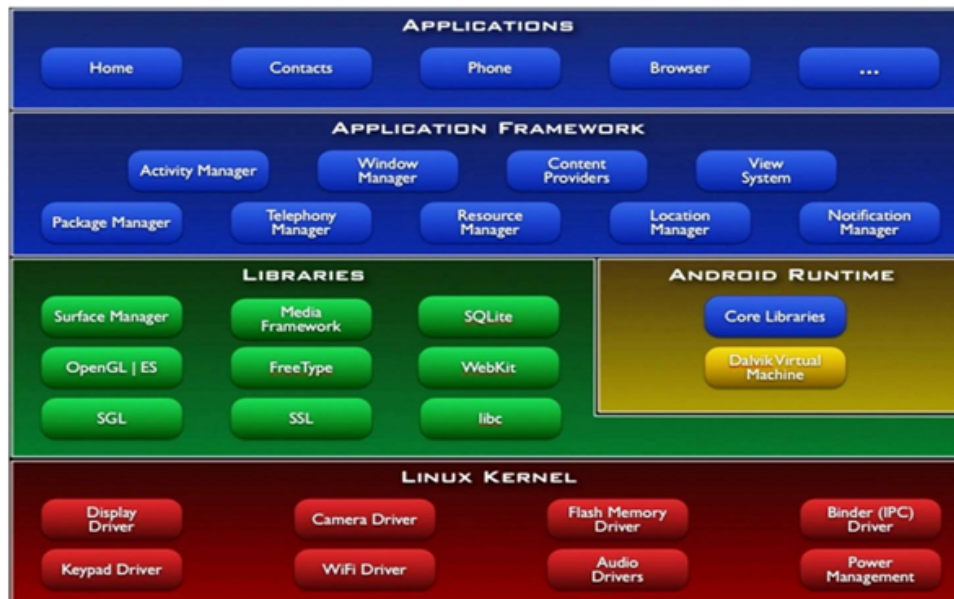 APPLICATIONS
Home
Contacts
Phone
Browser
...
APPLICATION FRAMEWORK
Activity Manager
Window
Manager
Content
Providers
View
System
Package Manager
Telephony
Manager
Resource
Manager
Location
Manager
Notification
Manager
LIBRARIES
Surface Manager
Media
Framework
SQLite
OpenGL | ES
FreeType
WebKit
SGL
SSL
libc
ANDROID RUNTIME
Core Libraries
Dalvik Virtual
Machine
LINUX KERNEL
Display
Driver
Camera Driver
Flash Memory
Driver
Binder (IPC)
Driver
Keypad Driver
WiFi Driver
Audio
Drivers
Power
Management